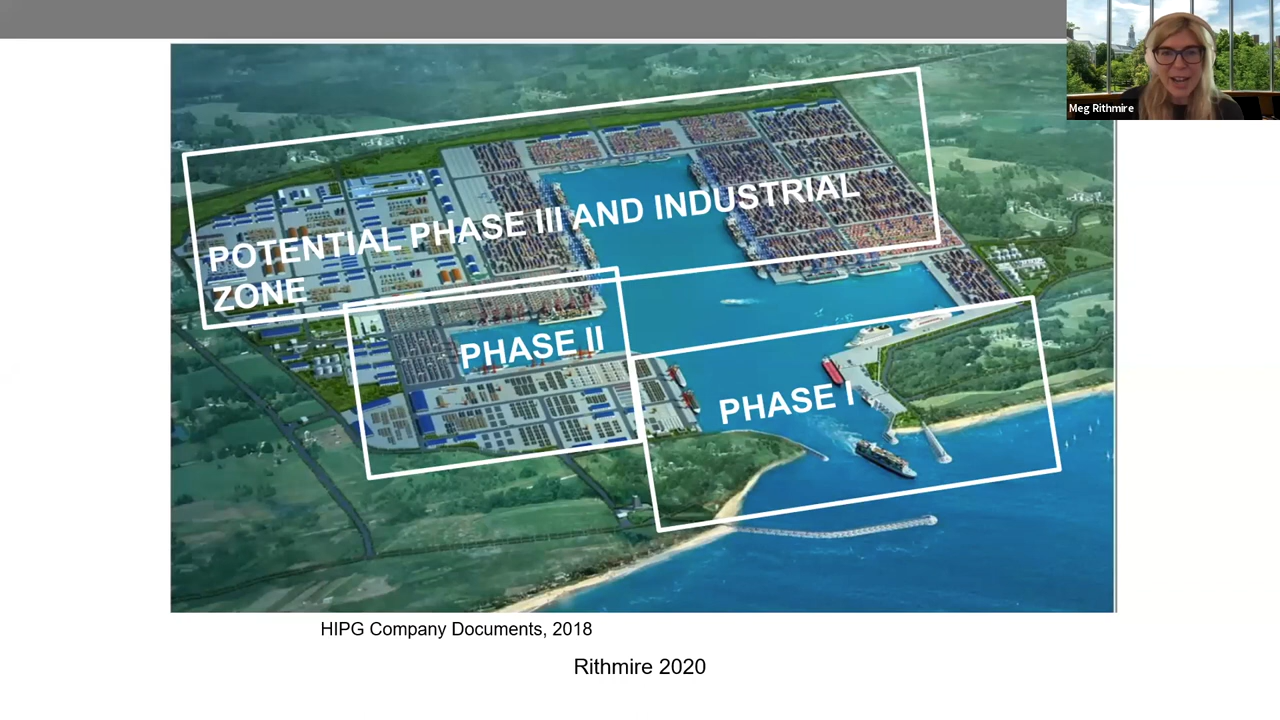 Meg Rithmire
POTENTIAL PHASE III AND INDUSTRIAL
ZONE
PHASE II
PHASE I
HIPG Company Documents, 2018
Rithmire 2020